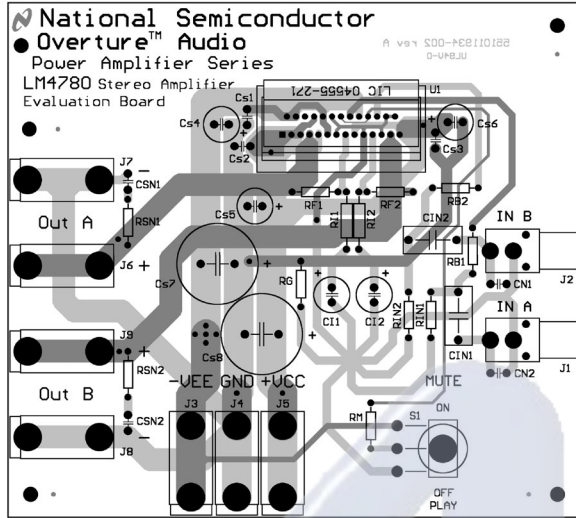 National Semiconductor
Overture™ Audio
Power Amplifier Series
LM4780 Stereo Amplifier
Evaluation Board
551011934-002 rev A
UL94V-0
LIC 04555-271
U1
Cs1
Cs4
Cs2
Cs6
Cs3
J7
−
CSN1
RSN1
Out A
J6
+
RF1
RF2
RB2
Cs5
+
RI1
RI2
CIN2
IN B
RB1
J2
Cs7
+
RG
+
+
CI1
CI2
RIN2
RIN1
CN1
IN A
CIN1
J1
CN2
J9
+
RSN2
Cs8
+
Out B
CSN2
J8
−
-VEE GND +VCC
J3
J4
J5
MUTE
RM
S1
ON
OFF
PLAY